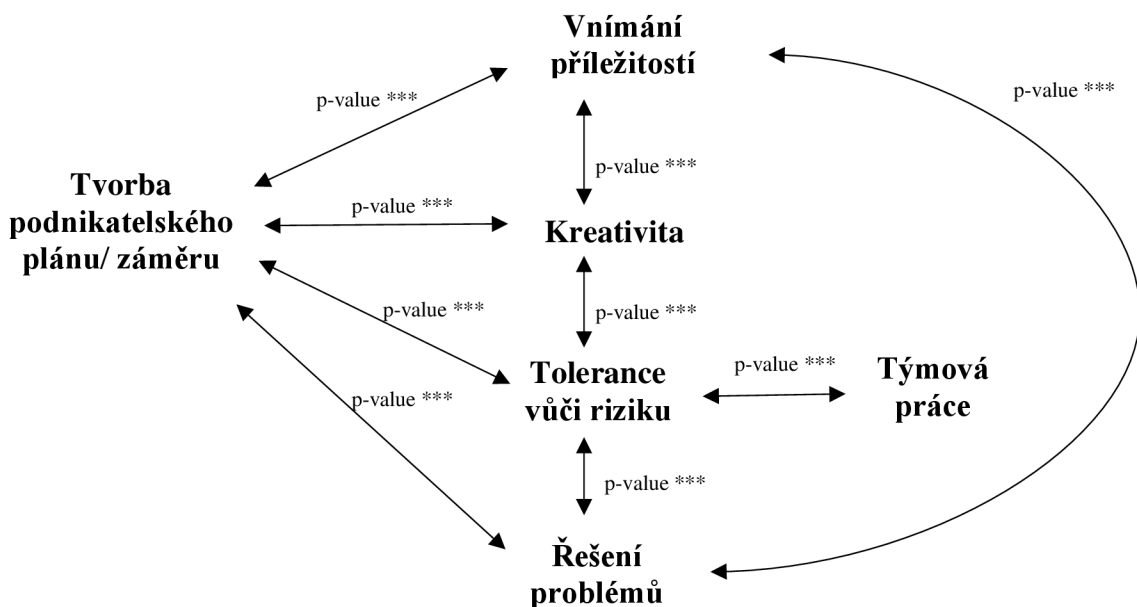 Vnímání
příležitostí
p-value ***
p-value ***
p-value ***
Tvorba
podnikatelského
plánu/ záměru
p-value ***
Kreativita
p-value ***
p-value ***
Tolerance
vůči riziku
p-value ***
Týmová
práce
p-value ***
p-value ***
Řešení
problémů